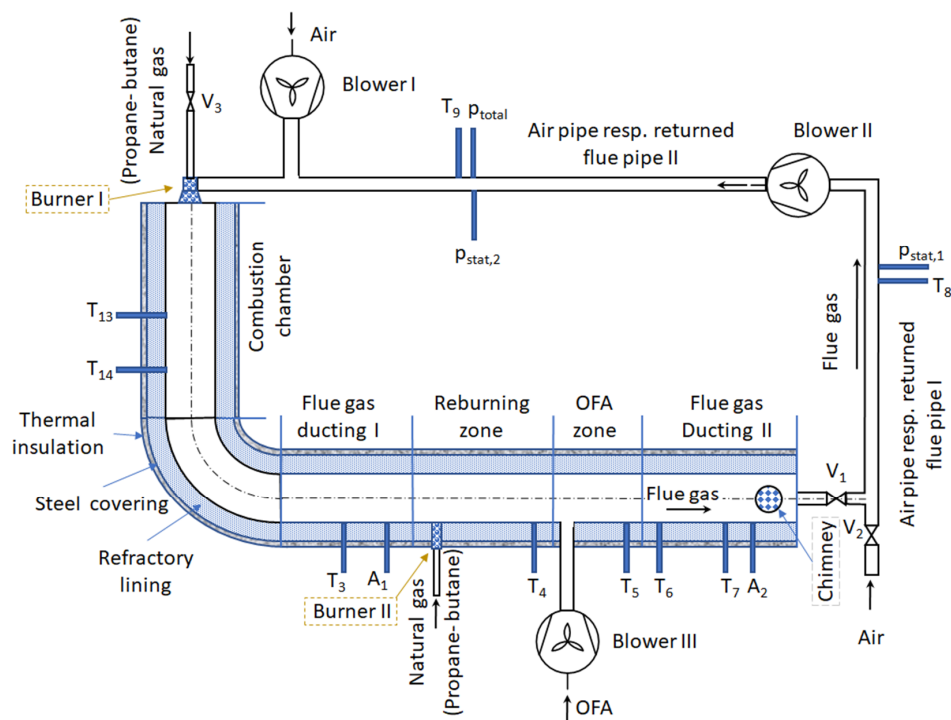 Air
Blower I
(Propane- butane)
Natural gas
V3
T9 ptotal
Air pipe resp. returned
flue pipe II
Blower II
Burner I
pstat,2
pstat,1
T8
Combustion
chamber
Flue gas
Air pipe resp. returned
flue pipe I
T13
T14
Thermal
insulation
Steel covering
Refractory
lining
Flue gas
ducting I
Reburning
zone
OFA
zone
Flue gas
Ducting II
Flue gas
V1
V2
Chimney
T3
A1
Burner II
Natural gas
(Propane- butane)
T4
T5
T6
T7
A2
Blower III
OFA
Air